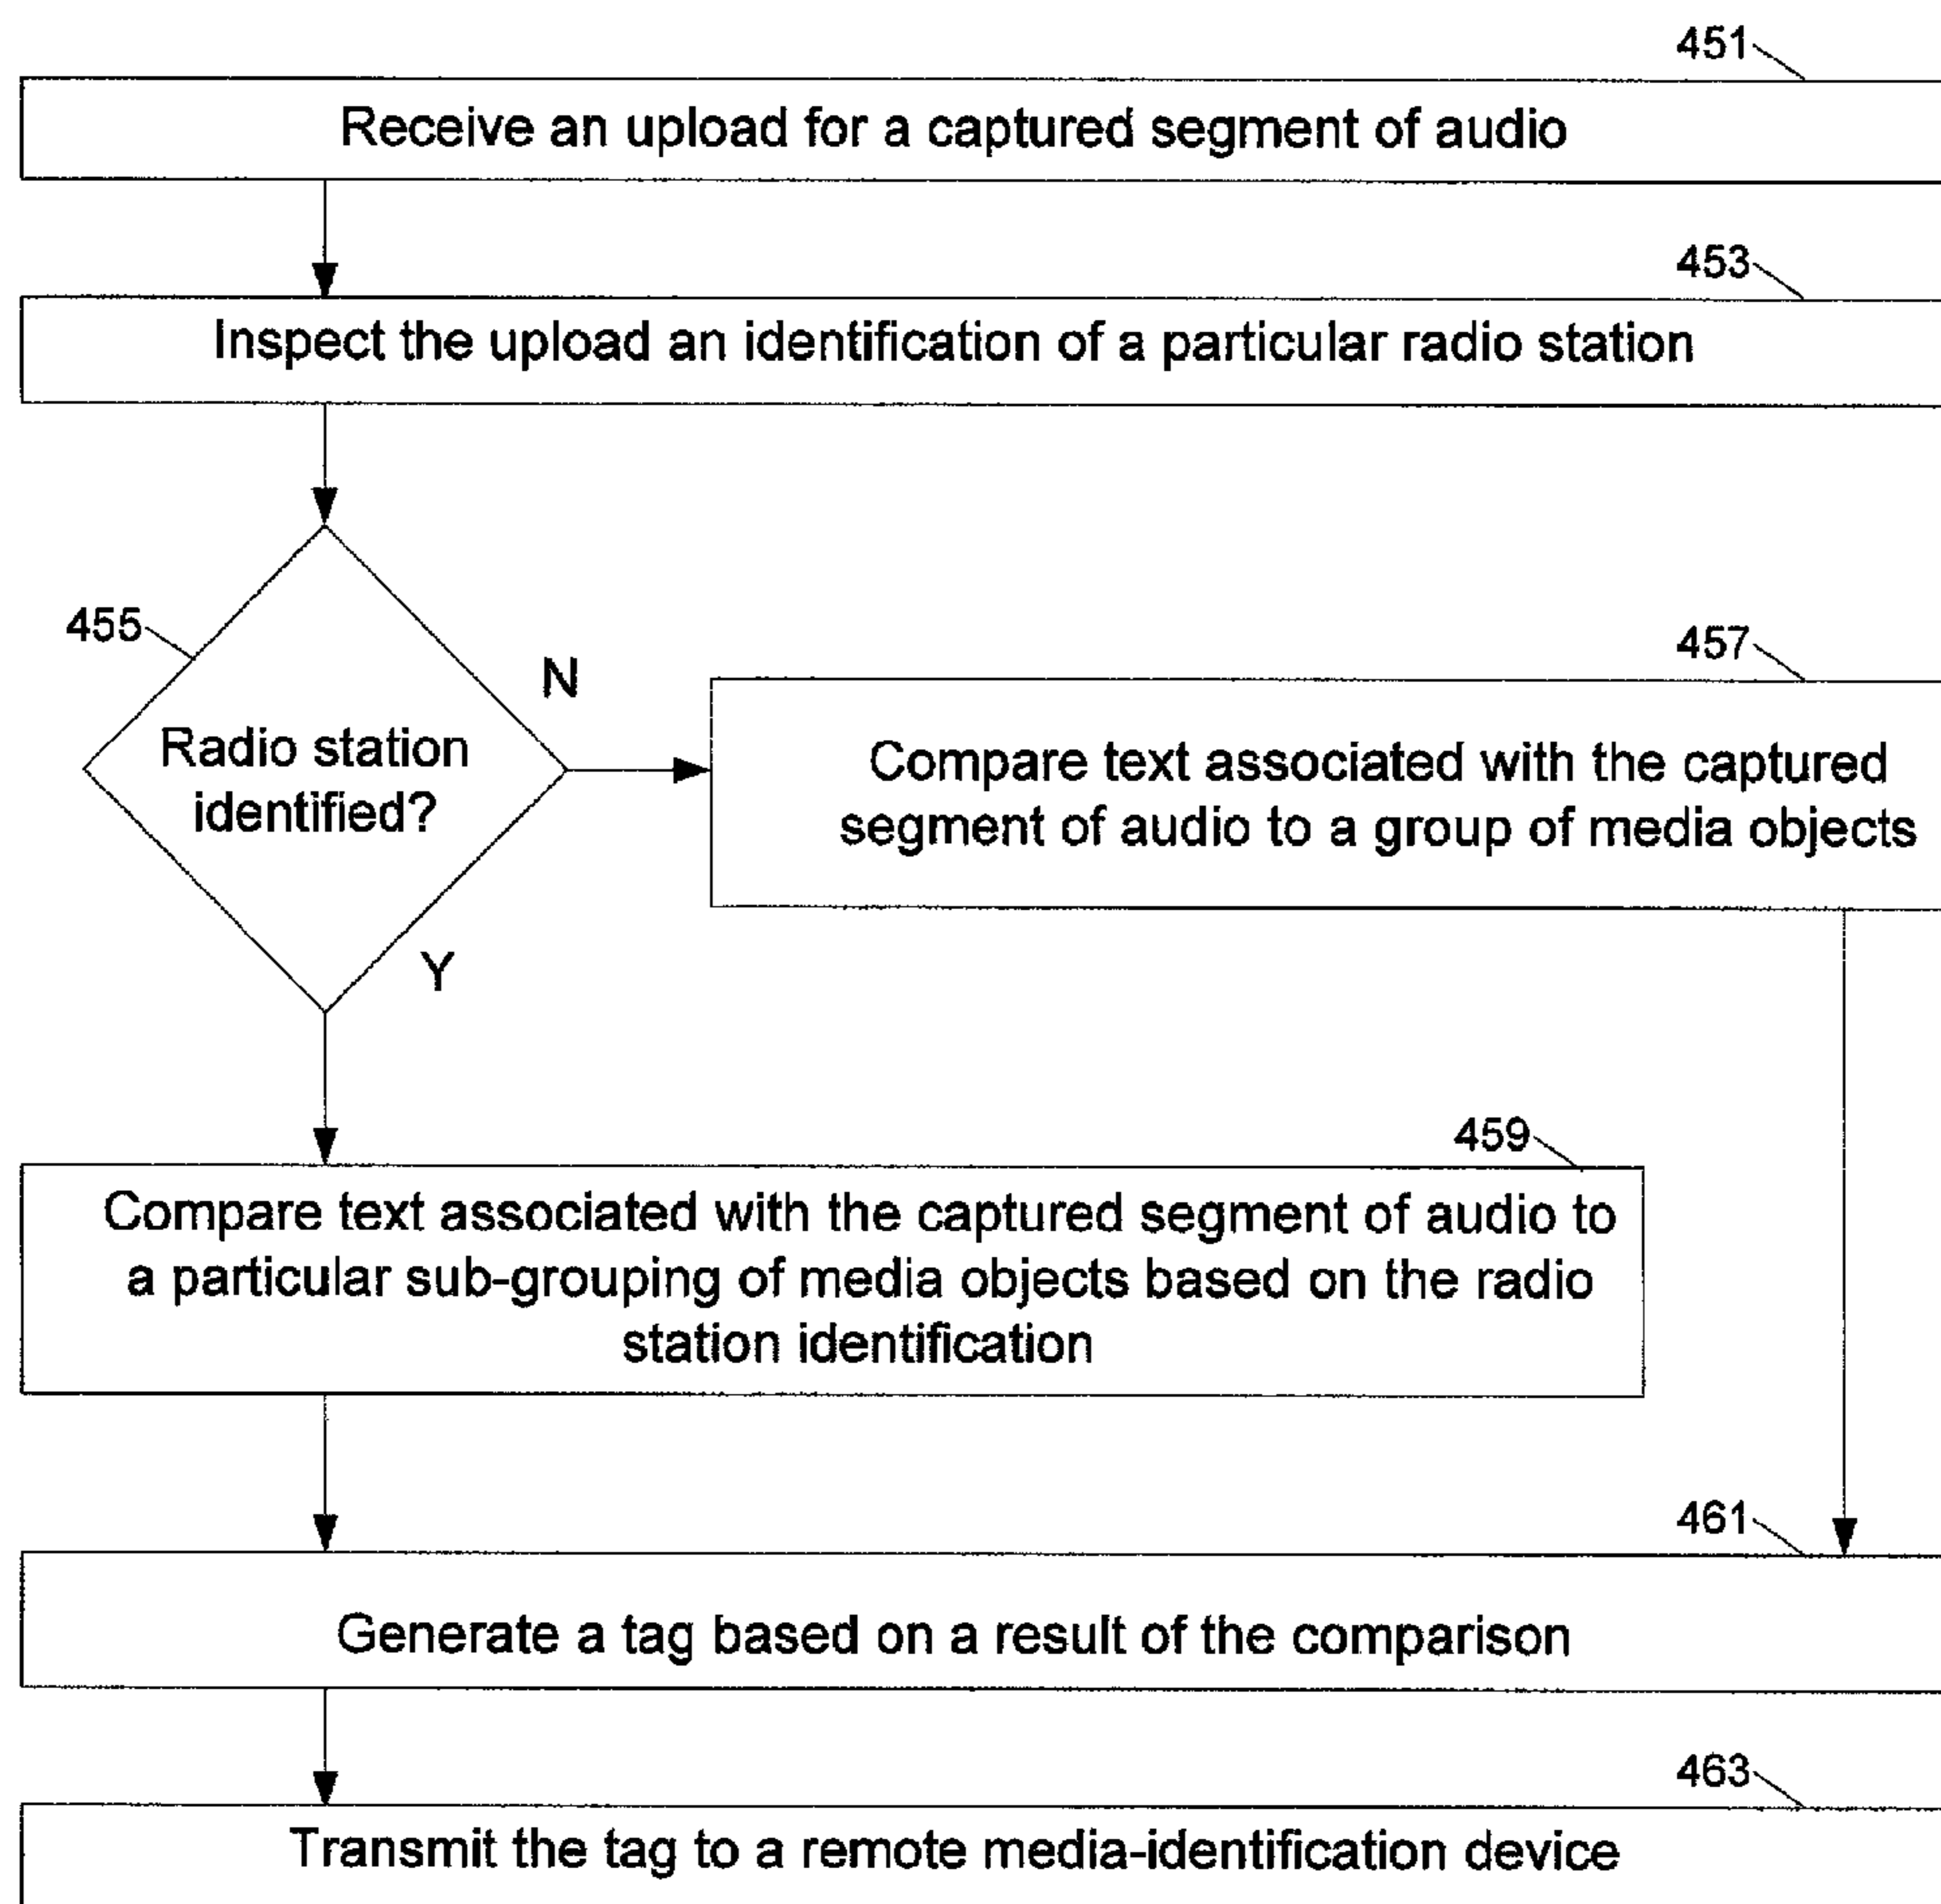 451
Receive an upload for a captured segment of audio
453
Inspect the upload an identification of a particular radio station
455
Radio station
identified?
N
Y
457
Compare text associated with the captured
segment of audio to a group of media objects
459
Compare text associated with the captured segment of audio to
a particular sub-grouping of media objects based on the radio
station identification
461
Generate a tag based on a result of the comparison
463
Transmit the tag to a remote media-identification device